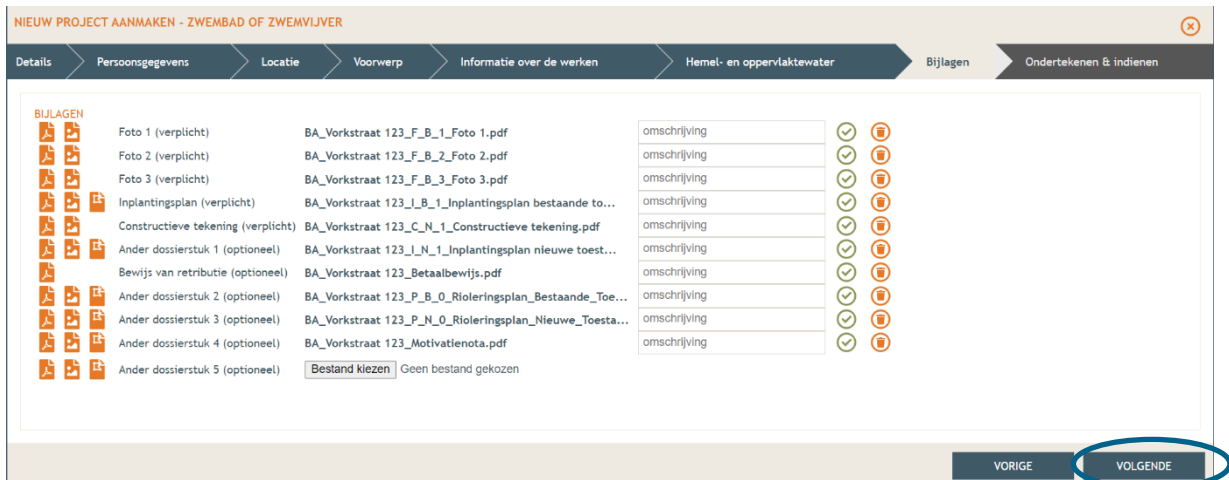 NIEUW PROJECT AANMAKEN - ZWEMBAD OF ZWEMVIJVER
Details Persoonsgegevens Locatie Voorwerp Informatie over de werken Hemel- en oppervlaktewater Bijlagen Ondertekenen & indienen
BIJLAGEN
Foto 1 (verplicht) BA_Vorkstraat 123_F_B_1_Foto 1.pdf omschrijving
Foto 2 (verplicht) BA_Vorkstraat 123_F_B_2_Foto 2.pdf omschrijving
Foto 3 (verplicht) BA_Vorkstraat 123_F_B_3_Foto 3.pdf omschrijving
Inplantingsplan (verplicht) BA_Vorkstraat 123_I_B_1_Inplantingsplan bestaande to... omschrijving
Constructieve tekening (verplicht) BA_Vorkstraat 123_C_N_1_Constructieve tekening.pdf omschrijving
Ander dossierstuk 1 (optioneel) BA_Vorkstraat 123_I_N_1_Inplantingsplan nieuwe toest... omschrijving
Bewijs van retributie (optioneel) BA_Vorkstraat 123_Betaalbewijs.pdf omschrijving
Ander dossierstuk 2 (optioneel) BA_Vorkstraat 123_P_B_0_Rioleringsplan_Bestaande_Toe... omschrijving
Ander dossierstuk 3 (optioneel) BA_Vorkstraat 123_P_N_0_Rioleringsplan_Nieuwe_Toesta... omschrijving
Ander dossierstuk 4 (optioneel) BA_Vorkstraat 123_Motivatienota.pdf omschrijving
Ander dossierstuk 5 (optioneel) Bestand kiezen Geen bestand gekozen
VORIGE VOLGENDE